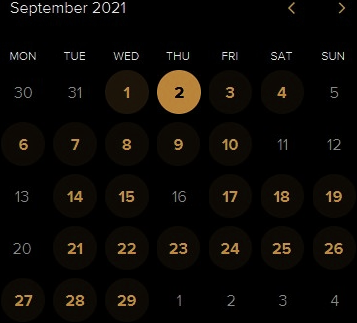 September 2021 < >
MON TUE WED THU FRI SAT SUN
30 31 1 2 3 4 5
6 7 8 9 10 11 12
13 14 15 16 17 18 19
20 21 22 23 24 25 26
27 28 29 1 2 3 4